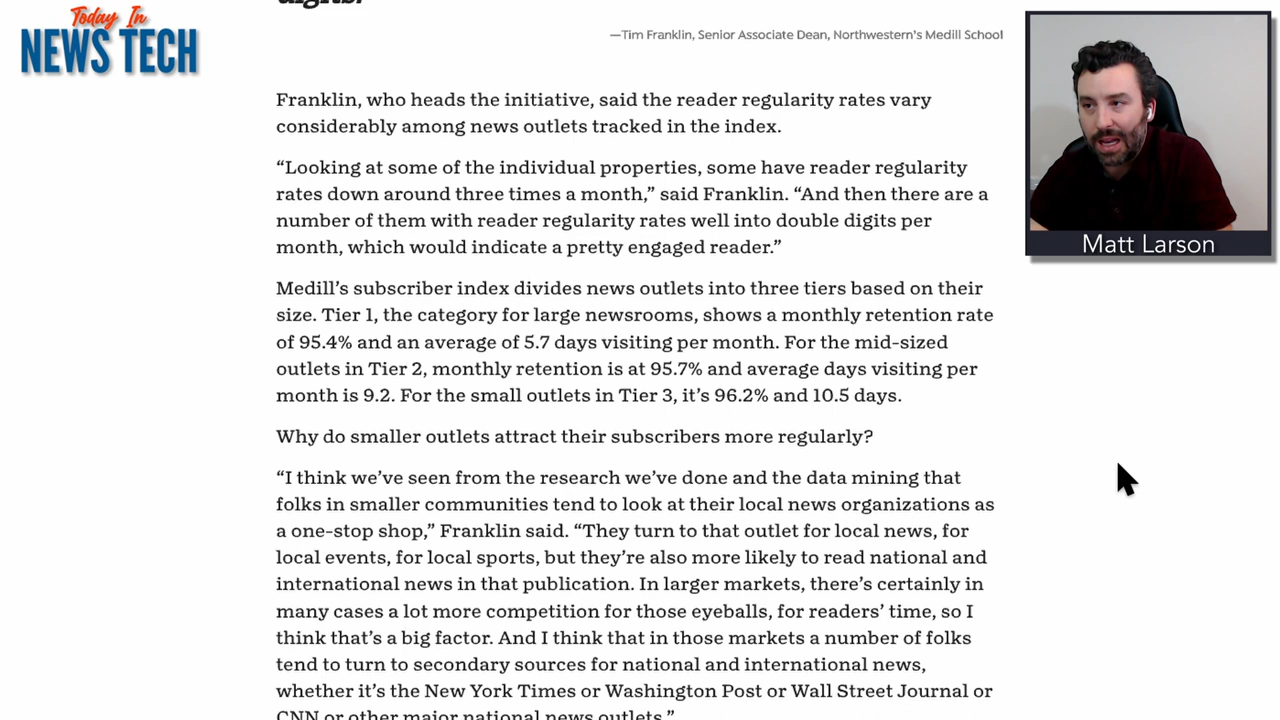 Today In
NEWS TECH
digits.
—Tim Franklin, Senior Associate Dean, Northwestern's Medill School
Franklin, who heads the initiative, said the reader regularity rates vary
considerably among news outlets tracked in the index.
“Looking at some of the individual properties, some have reader regularity
rates down around three times a month,” said Franklin. “And then there are a
number of them with reader regularity rates well into double digits per
month, which would indicate a pretty engaged reader.”
Medill’s subscriber index divides news outlets into three tiers based on their
size. Tier 1, the category for large newsrooms, shows a monthly retention rate
of 95.4% and an average of 5.7 days visiting per month. For the mid-sized
outlets in Tier 2, monthly retention is at 95.7% and average days visiting per
month is 9.2. For the small outlets in Tier 3, it’s 96.2% and 10.5 days.
Why do smaller outlets attract their subscribers more regularly?
“I think we’ve seen from the research we’ve done and the data mining that
folks in smaller communities tend to look at their local news organizations as
a one-stop shop,” Franklin said. “They turn to that outlet for local news, for
local events, for local sports, but they’re also more likely to read national and
international news in that publication. In larger markets, there’s certainly in
many cases a lot more competition for those eyeballs, for readers’ time, so I
think that’s a big factor. And I think that in those markets a number of folks
tend to turn to secondary sources for national and international news,
whether it’s the New York Times or Washington Post or Wall Street Journal or
CNN or other major national news outlets.”
Matt Larson